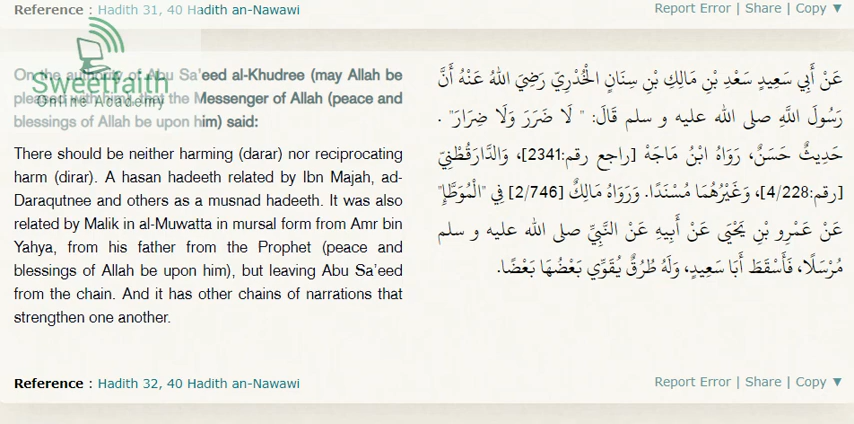 Reference : Hadith 31, 40 Hadith an-Nawawi
Report Error | Share | Copy ▼
Sweetfaith
Online Academy
On the authority of Abu Sa'eed al-Khudree (may Allah be
pleased with him), that the Messenger of Allah (peace and
blessings of Allah be upon him) said:
There should be neither harming (darar) nor reciprocating
harm (dirar). A hasan hadeeth related by Ibn Majah, ad-
Daraqutnee and others as a musnad hadeeth. It was also
related by Malik in al-Muwatta in mursal form from Amr bin
Yahya, from his father from the Prophet (peace and
blessings of Allah be upon him), but leaving Abu Sa'eed
from the chain. And it has other chains of narrations that
strengthen one another.
عَنْ أَبِي سَعِيدٍ سَعْدِ بْنِ مَالِكِ بْنِ سِنَانٍ الْخُدْرِيّ رَضِيَ اللهُ عَنْهُ أَنَّ
رَسُولَ اللَّهِ صلى الله عليه و سلم قَالَ: " لَا ضَرَرَ وَلَا ضِرَارَ" .
حَدِيثٌ حَسَنٌ، رَوَاهُ ابْنُ مَاجَهْ [راجع رقم:2341]، وَالدَّارَقُطْنِيّ
[رقم:4/228]، وَغَيْرُهُمَا مُسْنَدًا. وَرَوَاهُ مَالِكٌ [2/746] فِي "الْمُوَطَّإِ"
عَنْ عَمْرِو بْنِ يَحْيَى عَنْ أَبِيهِ عَنْ النَّبِيِّ صلى الله عليه و سلم
مُرْسَلًا، فَأَسْقَطَ أَبَا سَعِيدٍ، وَلَهُ طُرُقٌ يُقَوِّي بَعْضُهَا بَعْضًا.
Reference : Hadith 32, 40 Hadith an-Nawawi
Report Error | Share | Copy ▼